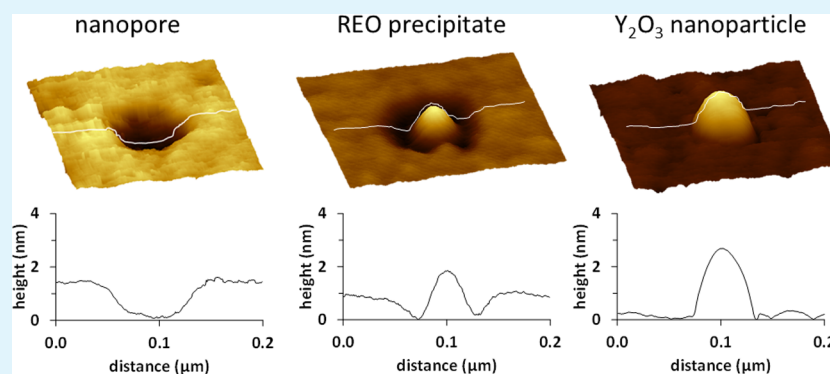 nanopore
REO precipitate
Y₂O₃ nanoparticle
4
2
0
height (nm)
0.0
0.1
0.2
distance (µm)
4
2
0
height (nm)
0.0
0.1
0.2
distance (µm)
4
2
0
height (nm)
0.0
0.1
0.2
distance (µm)